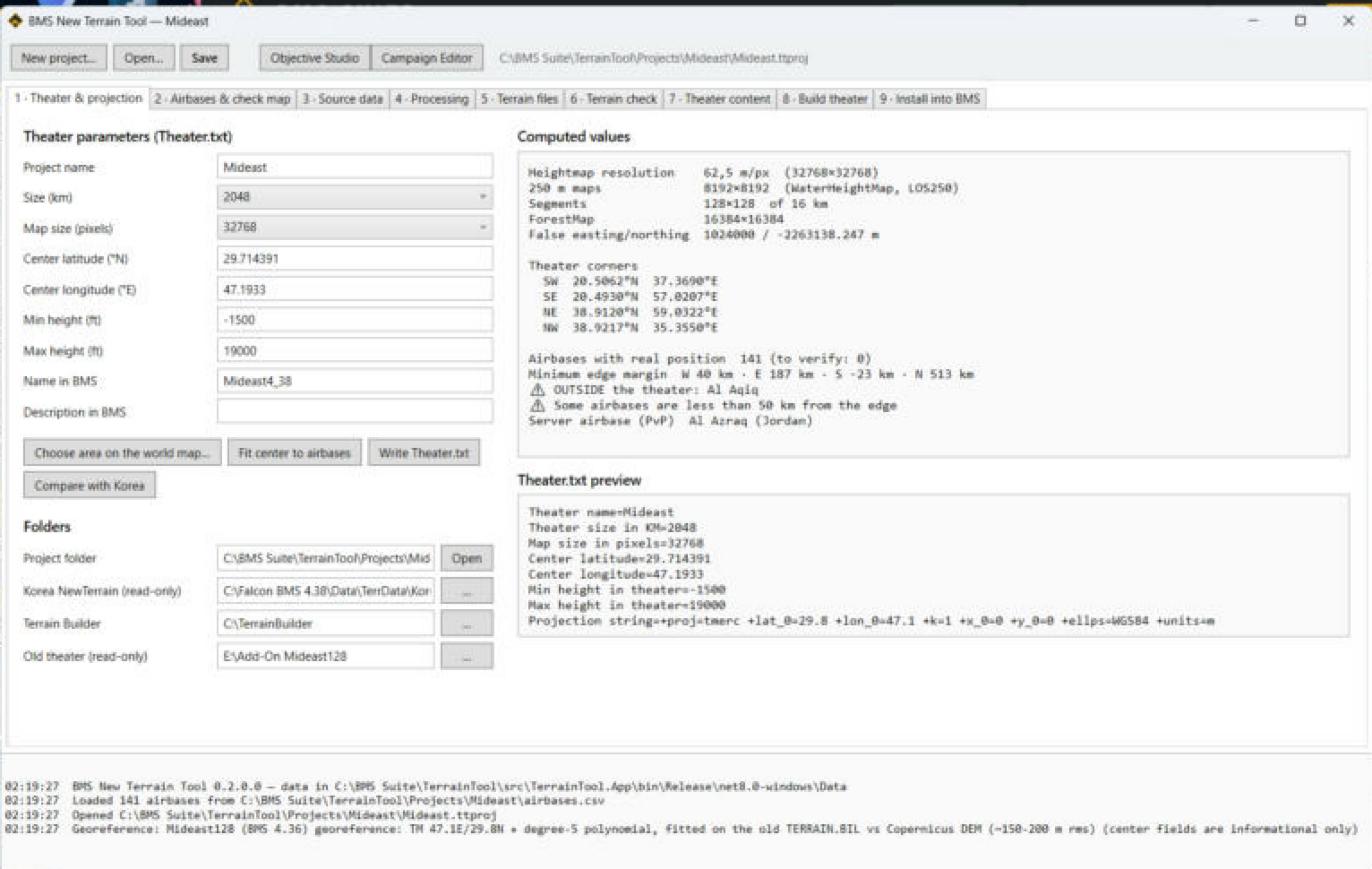 BMS New Terrain Tool — Mideast
New project... Open... Save Objective Studio Campaign Editor C:\BMS Suite\TerrainTool\Projects\Mideast\Mideast.ttproj
1 · Theater & projection 2 · Airbases & check map 3 · Source data 4 · Processing 5 · Terrain files 6 · Terrain check 7 · Theater content 8 · Build theater 9 · Install into BMS
Theater parameters (Theater.txt)
Project name Mideast
Size (km) 2048
Map size (pixels) 32768
Center latitude (°N) 29.714391
Center longitude (°E) 47.1933
Min height (ft) -1500
Max height (ft) 19000
Name in BMS Mideast4_38
Description in BMS
Choose area on the world map... Fit center to airbases Write Theater.txt
Compare with Korea
Folders
Project folder C:\BMS Suite\TerrainTool\Projects\Mid Open
Korea NewTerrain (read-only) C:\Falcon BMS 4.38\Data\TerrData\Kor ...
Terrain Builder C:\TerrainBuilder ...
Old theater (read-only) E:\Add-On Mideast128 ...
Computed values
Heightmap resolution 62,5 m/px (32768×32768)
250 m maps 8192×8192 (WaterHeightMap, LOS250)
Segments 128×128 of 16 km
ForestMap 16384×16384
False easting/northing 1024000 / -2263138.247 m
Theater corners
SW 20.5062°N 37.3690°E
SE 20.4930°N 57.0207°E
NE 38.9120°N 59.0322°E
NW 38.9217°N 35.3550°E
Airbases with real position 141 (to verify: 0)
Minimum edge margin W 40 km · E 187 km · S -23 km · N 513 km
⚠ OUTSIDE the theater: Al Aqiq
⚠ Some airbases are less than 50 km from the edge
Server airbase (PvP) Al Azraq (Jordan)
Theater.txt preview
Theater name=Mideast
Theater size in KM=2048
Map size in pixels=32768
Center latitude=29.714391
Center longitude=47.1933
Min height in theater=-1500
Max height in theater=19000
Projection string=+proj=tmerc +lat_0=29.8 +lon_0=47.1 +k=1 +x_0=0 +y_0=0 +ellps=WGS84 +units=m
02:19:27 BMS New Terrain Tool 0.2.0.0 — data in C:\BMS Suite\TerrainTool\src\TerrainTool.App\bin\Release\net8.0-windows\Data
02:19:27 Loaded 141 airbases from C:\BMS Suite\TerrainTool\Projects\Mideast\airbases.csv
02:19:27 Opened C:\BMS Suite\TerrainTool\Projects\Mideast\Mideast.ttproj
02:19:27 Georeference: Mideast128 (BMS 4.36) georeference: TM 47.1E/29.8N + degree-5 polynomial, fitted on the old TERRAIN.BIL vs Copernicus DEM (~150-200 m rms) (center fields are informational only)